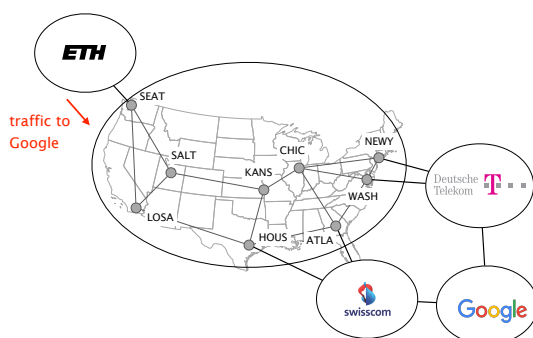 ETH
SEAT
traffic to
Google
NEWY
CHIC
SALT
KANS
Deutsche
Telekom
T
WASH
LOSA
HOUS
ATLA
swisscom
Google